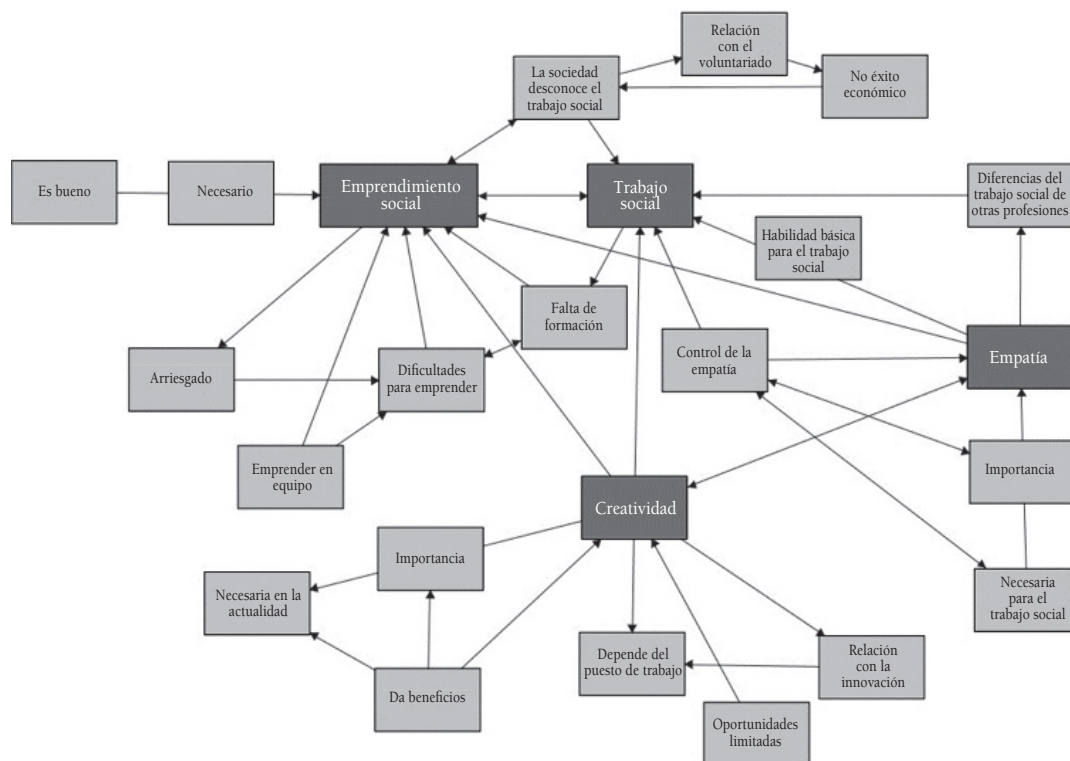 Relación
con el
voluntariado
La sociedad
desconoce el
trabajo social
No éxito
económico
Es bueno
Necesario
Emprendimiento
social
Trabajo
social
Diferencias del
trabajo social de
otras profesiones
Habilidad básica
para el trabajo
social
Falta de
formación
Arriesgado
Dificultades
para emprender
Control de la
empatía
Empatía
Emprender en
equipo
Importancia
Creatividad
Importancia
Necesaria en la
actualidad
Necesaria
para el
trabajo social
Depende del
puesto de trabajo
Relación
con la
innovación
Da beneficios
Oportunidades
limitadas